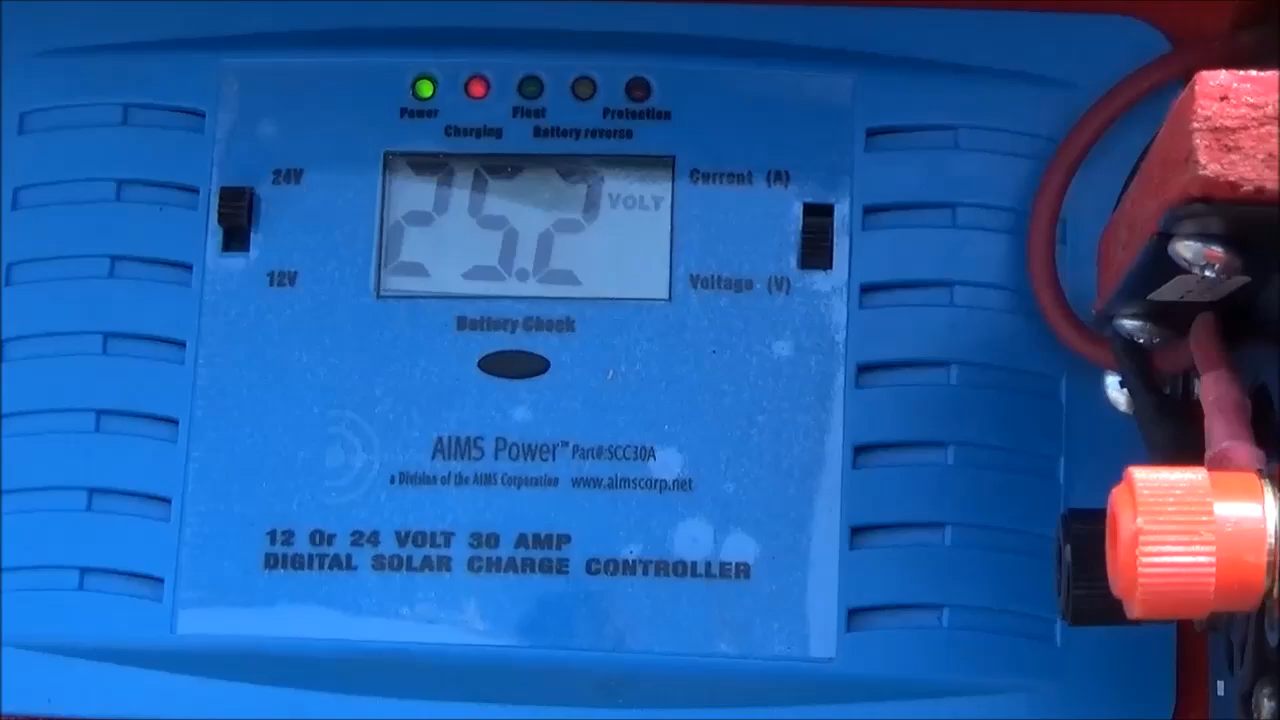 Power
Charging
Float
Battery reverse
Protection
24V
12V
25.2 VOLT
Current (A)
Voltage (V)
Battery Check
AIMS Power™ Part#:SCC30A
a Division of the AIMS Corporation www.aimscorp.net
12 Or 24 VOLT 30 AMP
DIGITAL SOLAR CHARGE CONTROLLER